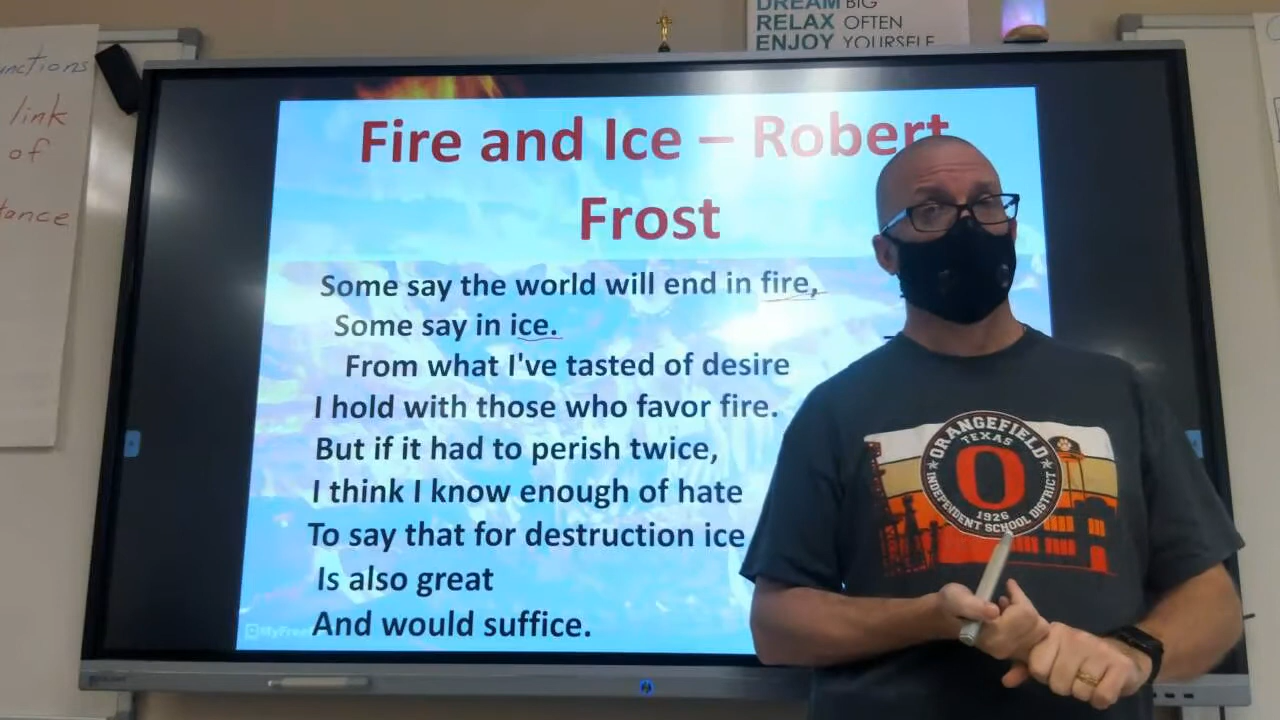 DREAM BIG
RELAX OFTEN
ENJOY YOURSELF
unctions
link
of
tance
Fire and Ice – Robert
Frost
Some say the world will end in fire,
Some say in ice.
From what I've tasted of desire
I hold with those who favor fire.
But if it had to perish twice,
I think I know enough of hate
To say that for destruction ice
Is also great
And would suffice.
ORANGEFIELD
TEXAS
O
1926
INDEPENDENT SCHOOL DISTRICT